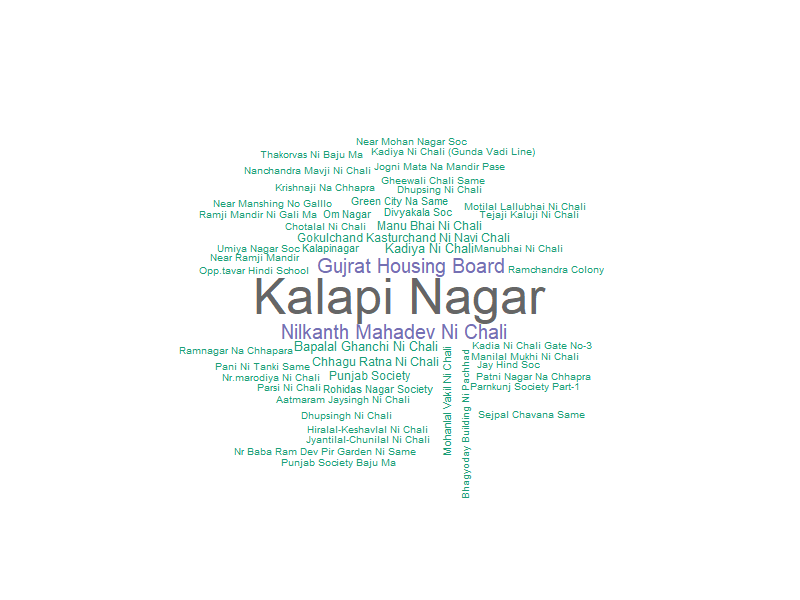 Near Mohan Nagar Soc
Thakorvas Ni Baju Ma
Kadiya Ni Chali (Gunda Vadi Line)
Nanchandra Mavji Ni Chali
Jogni Mata Na Mandir Pase
Gheewali Chali Same
Krishnaji Na Chhapra
Dhupsing Ni Chali
Near Manshing No Galllo
Green City Na Same
Motilal Lallubhai Ni Chali
Ramji Mandir Ni Gali Ma
Om Nagar
Divyakala Soc
Tejaji Kaluji Ni Chali
Chotalal Ni Chali
Manu Bhai Ni Chali
Gokulchand Kasturchand Ni Navi Chali
Umiya Nagar Soc
Kalapinagar
Kadiya Ni Chali
Manubhai Ni Chali
Near Ramji Mandir
Opp.tavar Hindi School
Gujrat Housing Board
Ramchandra Colony
Kalapi Nagar
Nilkanth Mahadev Ni Chali
Ramnagar Na Chhapara
Bapalal Ghanchi Ni Chali
Kadia Ni Chali Gate No-3
Manilal Mukhi Ni Chali
Pani Ni Tanki Same
Chhagu Ratna Ni Chali
Jay Hind Soc
Nr.marodiya Ni Chali
Punjab Society
Patni Nagar Na Chhapra
Parsi Ni Chali
Rohidas Nagar Society
Parnkunj Society Part-1
Aatmaram Jaysingh Ni Chali
Mohanlal Vakil Ni Chali
Bhagyoday Building Ni Pachhad
Dhupsingh Ni Chali
Sejpal Chavana Same
Hiralal-Keshavlal Ni Chali
Jyantilal-Chunilal Ni Chali
Nr Baba Ram Dev Pir Garden Ni Same
Punjab Society Baju Ma